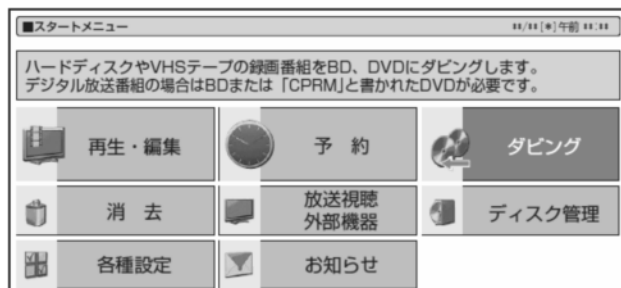 ■スタートメニュー
**/**[*]午前 **:**
ハードディスクやVHSテープの録画番組をBD、DVDにダビングします。
デジタル放送番組の場合はBDまたは「CPRM」と書かれたDVDが必要です。
再生・編集
予 約
ダビング
消 去
放送視聴
外部機器
ディスク管理
各種設定
お知らせ